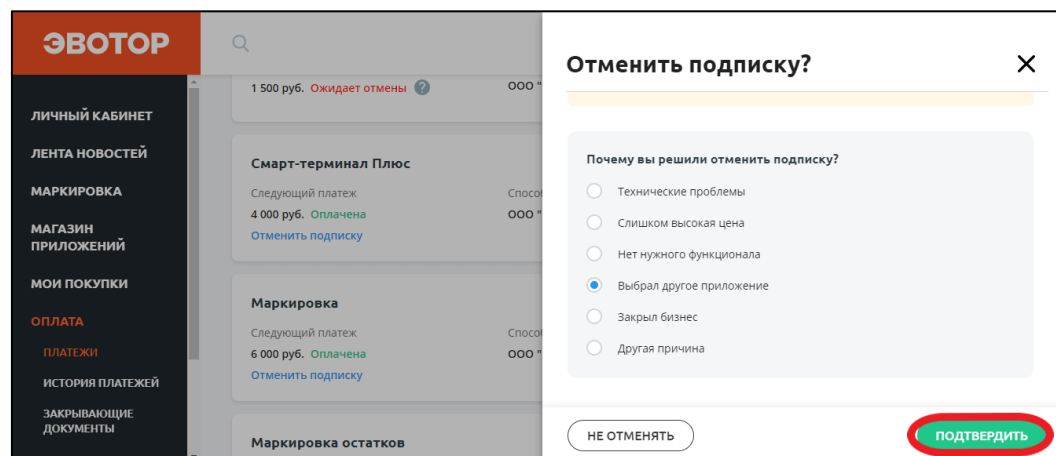 ЭВОТОР
ЛИЧНЫЙ КАБИНЕТ
ЛЕНТА НОВОСТЕЙ
МАРКИРОВКА
МАГАЗИН
ПРИЛОЖЕНИЙ
МОИ ПОКУПКИ
ОПЛАТА
ПЛАТЕЖИ
ИСТОРИЯ ПЛАТЕЖЕЙ
ЗАКРЫВАЮЩИЕ
ДОКУМЕНТЫ
1 500 руб. Ожидает отмены ? ООО "
Смарт-терминал Плюс
Следующий платеж
4 000 руб. Оплачена ООО "
Отменить подписку
Маркировка
Следующий платеж
6 000 руб. Оплачена ООО "
Отменить подписку
Маркировка остатков
Отменить подписку?
Почему вы решили отменить подписку?
Технические проблемы
Слишком высокая цена
Нет нужного функционала
Выбрал другое приложение
Закрыл бизнес
Другая причина
НЕ ОТМЕНЯТЬ
ПОДТВЕРДИТЬ